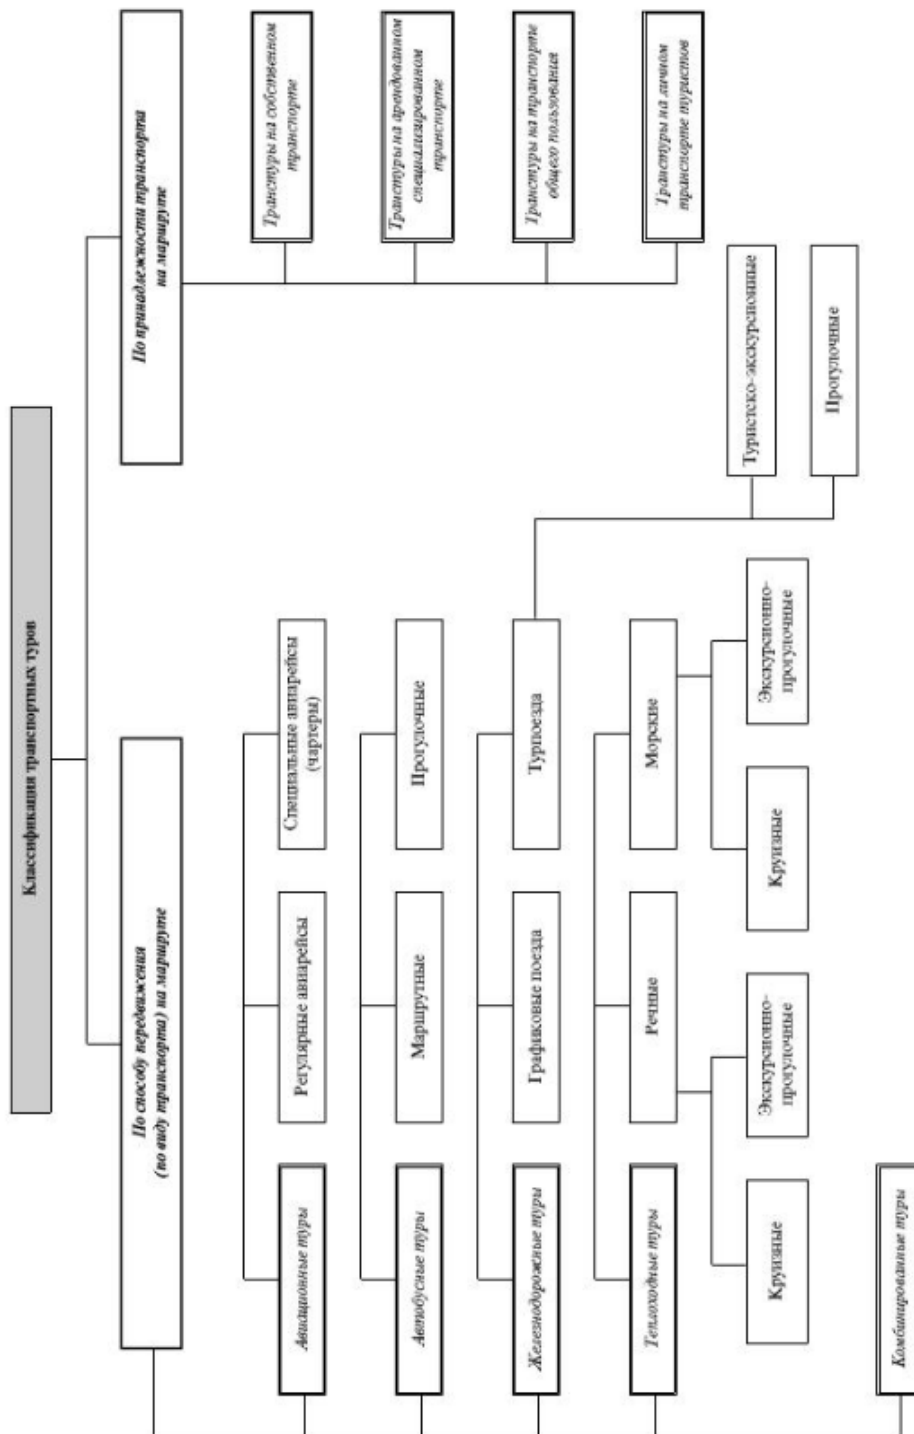 Классификация транспортных туров
По способу передвижения
(по виду транспорта) на маршруте
По принадлежности транспорта
на маршруте
Авиационные туры
Регулярные авиарейсы
Специальные авиарейсы
(чартеры)
Автобусные туры
Маршрутные
Прогулочные
Железнодорожные туры
Графиковые поезда
Турпоезда
Теплоходные туры
Речные
Морские
Круизные
Экскурсионно-
прогулочные
Круизные
Экскурсионно-
прогулочные
Комбинированные туры
Туристско-экскурсионные
Прогулочные
Транстуры на собственном
транспорте
Транстуры на арендованном
специализированном
транспорте
Транстуры на транспорте
общего пользования
Транстуры на личном
транспорте туристов